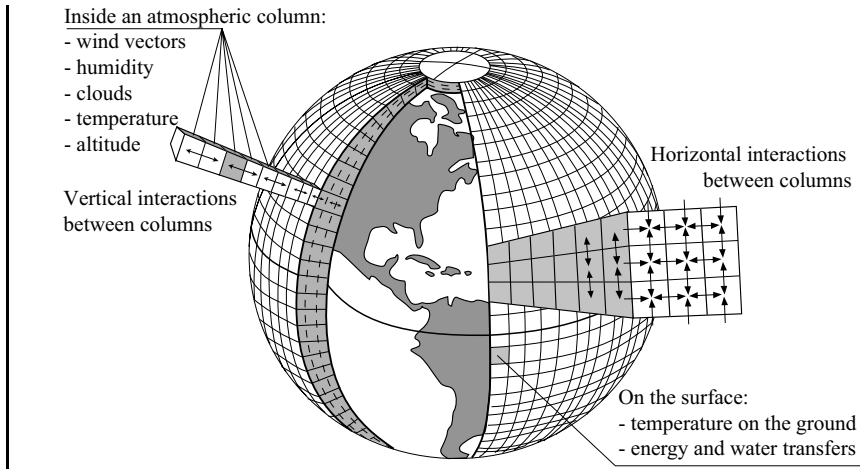 Inside an atmospheric column:
- wind vectors
- humidity
- clouds
- temperature
- altitude
Vertical interactions
between columns
Horizontal interactions
between columns
On the surface:
- temperature on the ground
- energy and water transfers